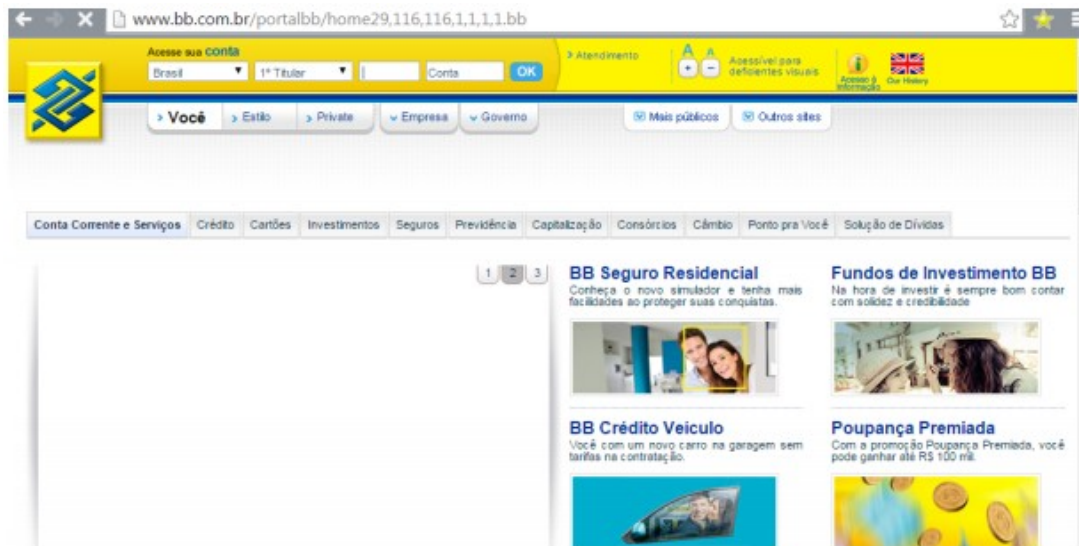 www.bb.com.br/portalbb/home29,116,116,1,1,1,1.bb
Acesse sua conta
Brasil
1º Titular
Conta
OK
Atendimento
A A
+ -
Acessível para
deficientes visuais
Acesso à
Informação
Our History
Você
Estilo
Private
Empresa
Governo
Mais públicos
Outros sites
Conta Corrente e Serviços Crédito Cartões Investimentos Seguros Previdência Capitalização Consórcios Câmbio Ponto pra Você Solução de Dívidas
1 2 3
BB Seguro Residencial
Conheça o novo simulador e tenha mais
facilidades ao proteger suas conquistas.
Fundos de Investimento BB
Na hora de investir é sempre bom contar
com solidez e credibilidade
BB Crédito Veiculo
Você com um novo carro na garagem sem
tarifas na contratação.
Poupança Premiada
Com a promoção Poupança Premiada, você
pode ganhar até R$ 100 mil.